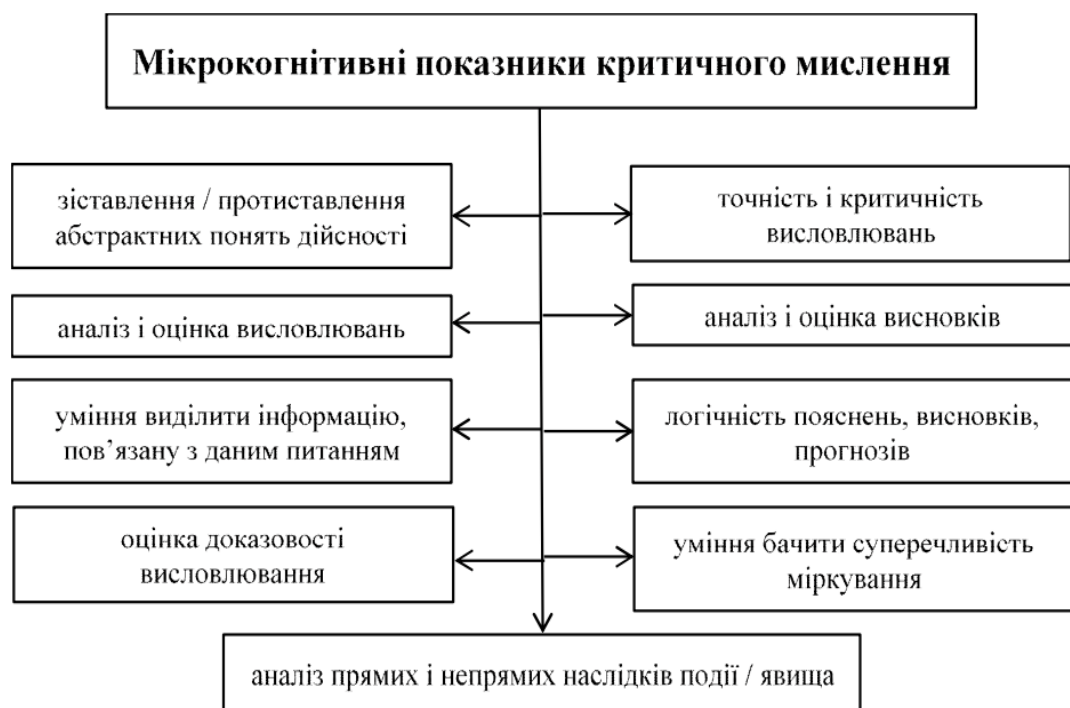 Мікрокогнітивні показники критичного мислення
зіставлення / протиставлення
абстрактних понять дійсності
точність і критичність
висловлювань
аналіз і оцінка висловлювань
аналіз і оцінка висновків
уміння виділити інформацію,
пов’язану з даним питанням
логічність пояснень, висновків,
прогнозів
оцінка доказовості
висловлювання
уміння бачити суперечливість
міркування
аналіз прямих і непрямих наслідків події / явища